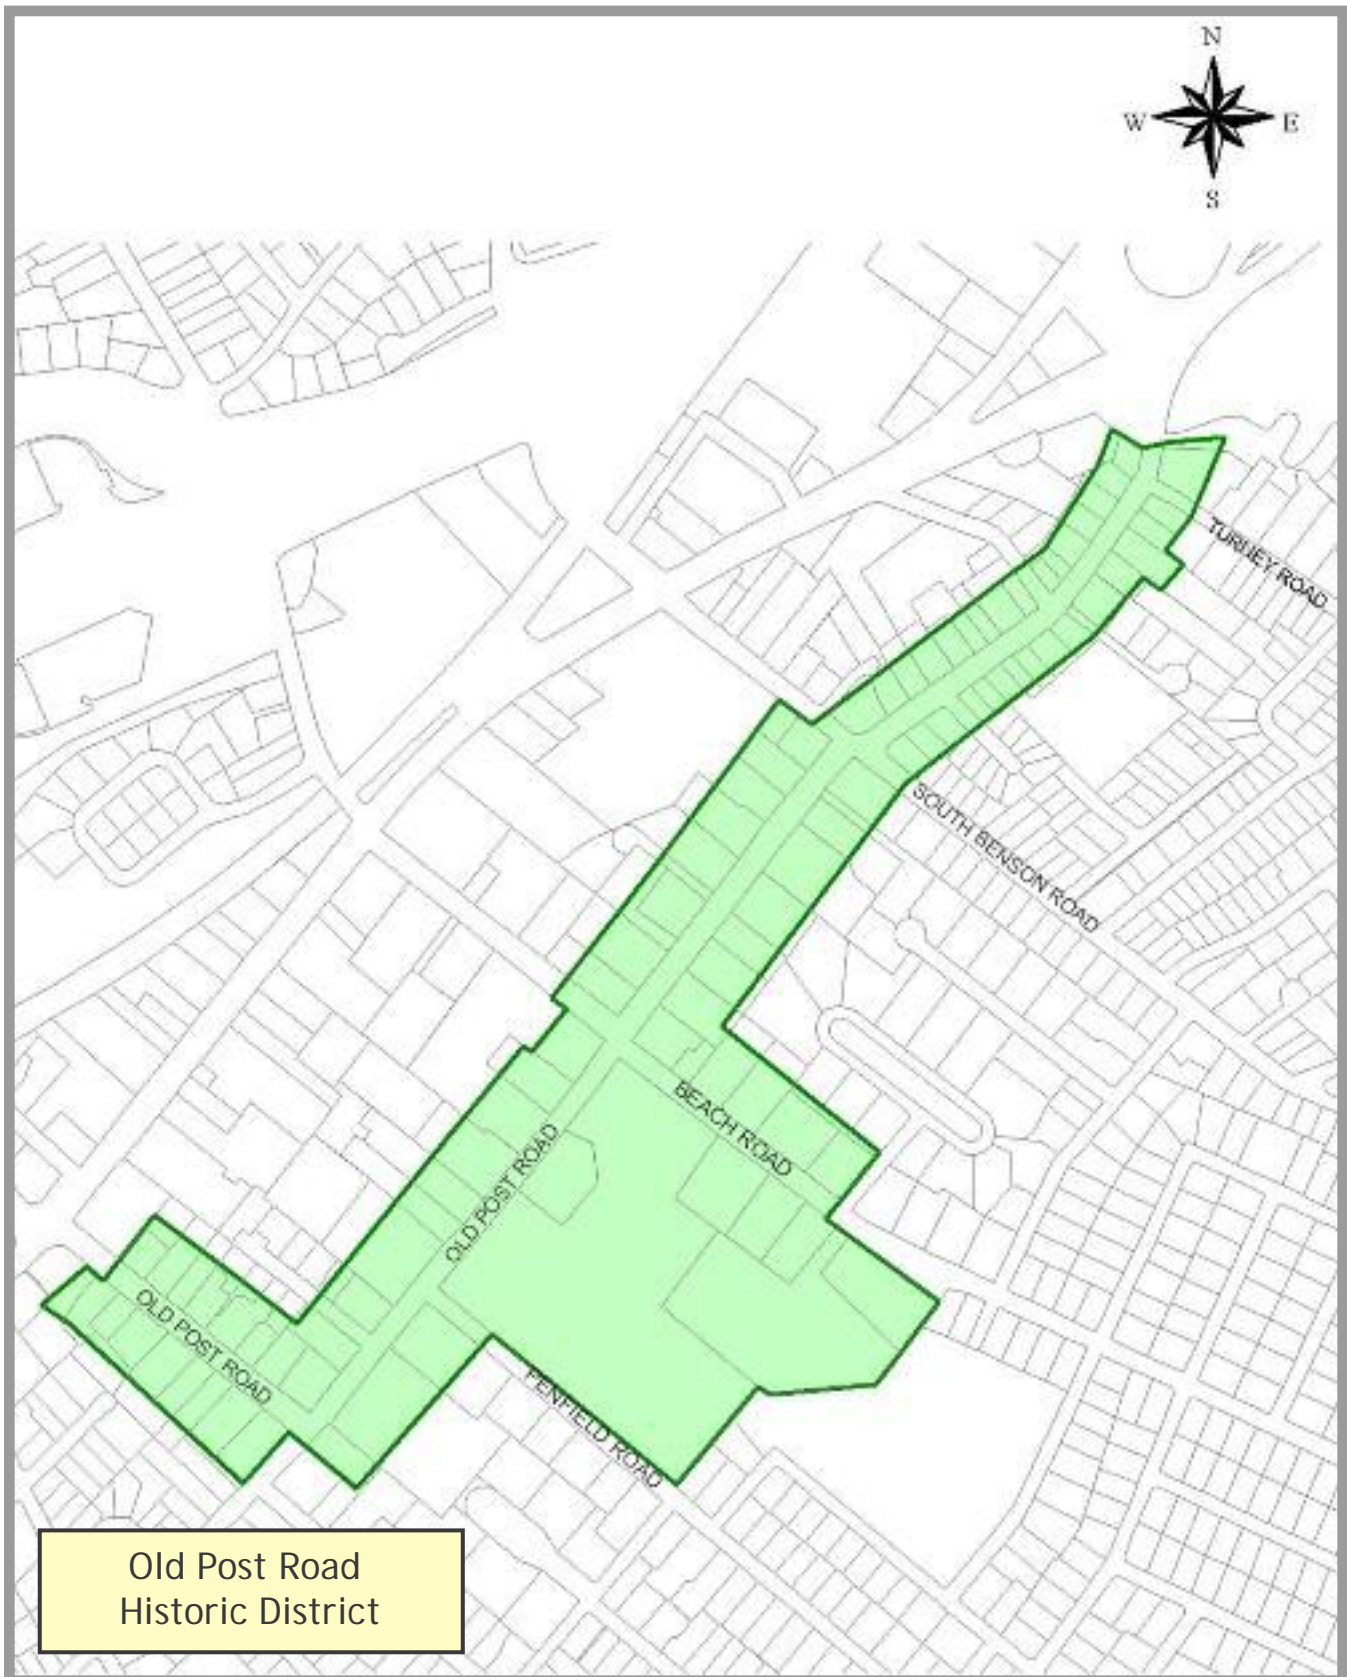 N
W E
S
TURNEY ROAD
SOUTH BENSON ROAD
BEACH ROAD
OLD POST ROAD
OLD POST ROAD
PENFIELD ROAD
Old Post Road
Historic District